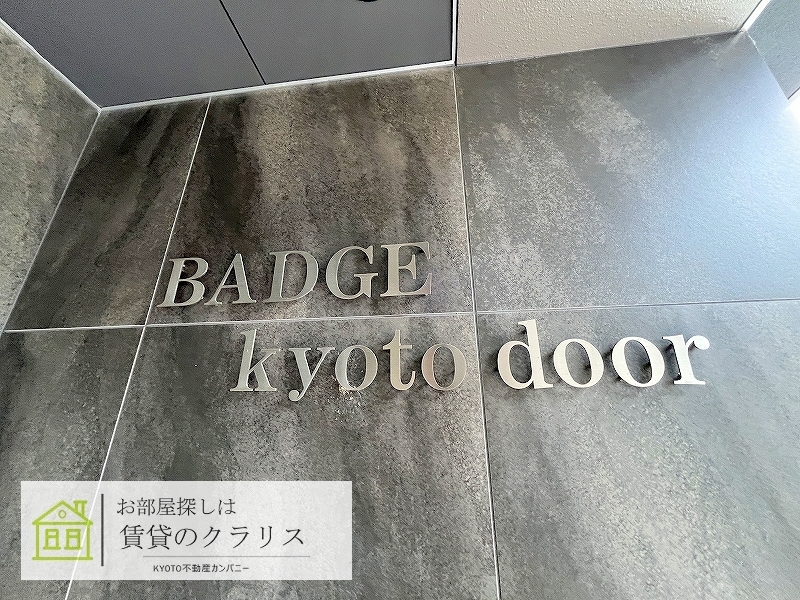 BADGE
kyoto door
お部屋探しは
賃貸のクラリス
KYOTO不動産カンパニー